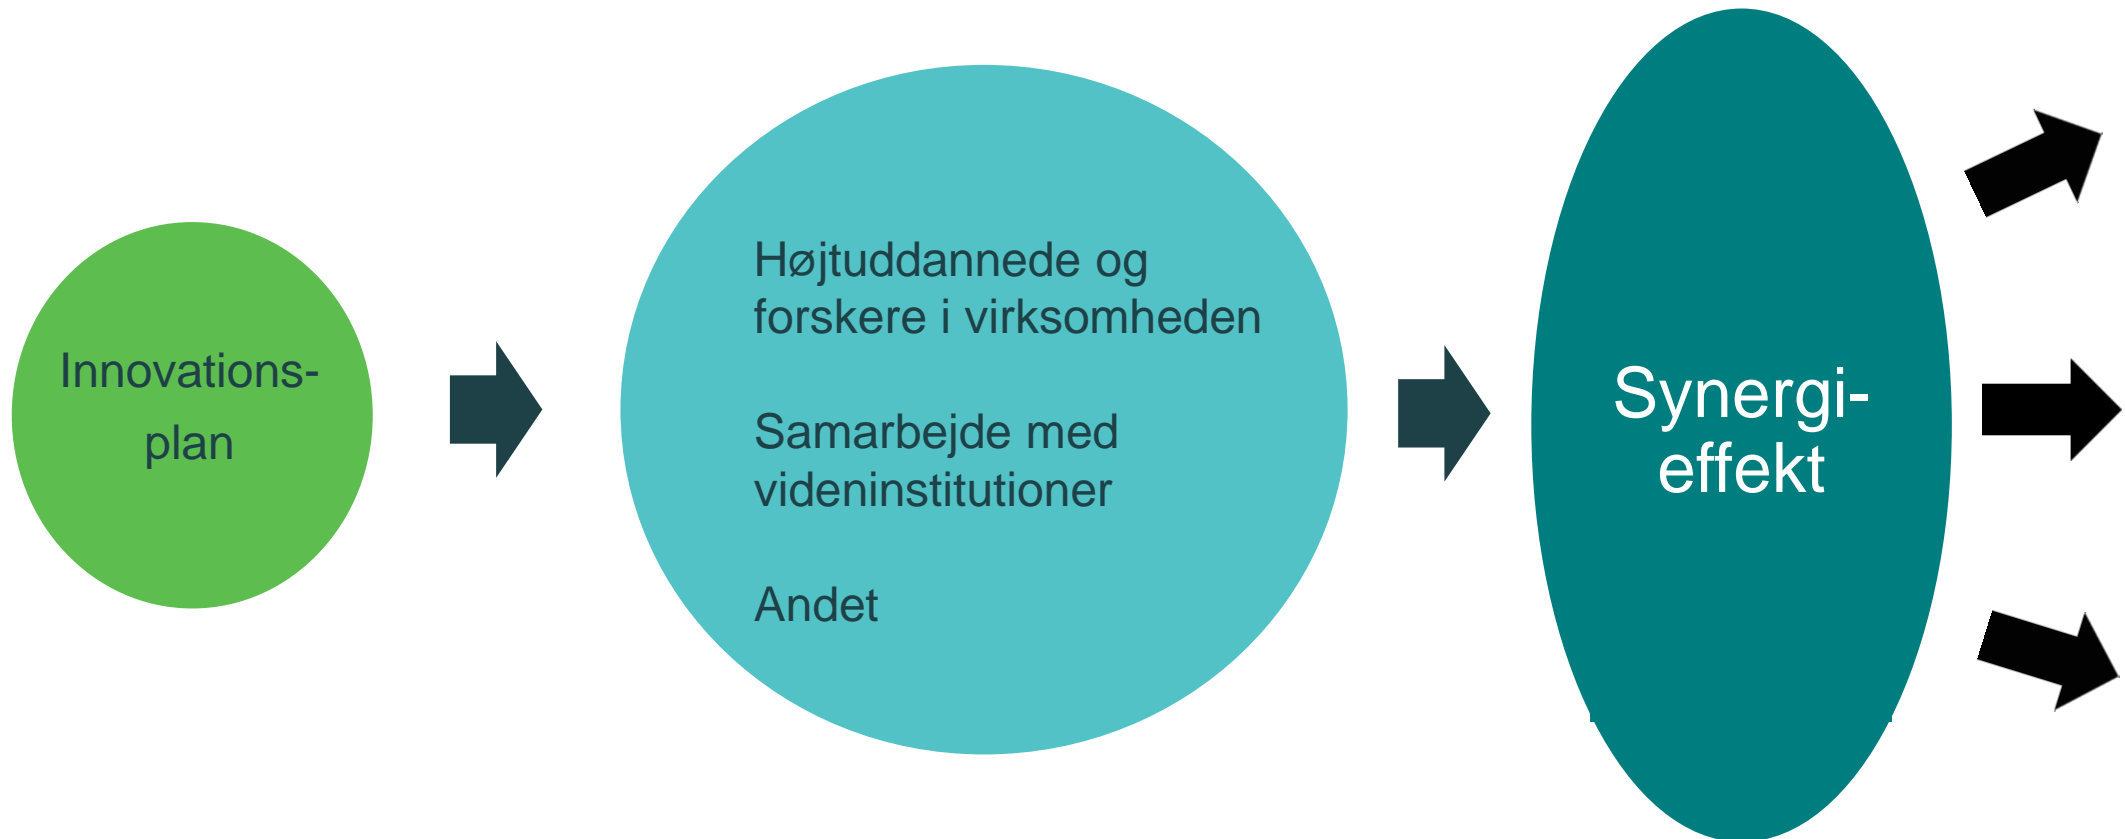 Innovations-
plan
Højtuddannede og
forskere i virksomheden
Samarbejde med
videninstitutioner
Andet
Synergi-
effekt